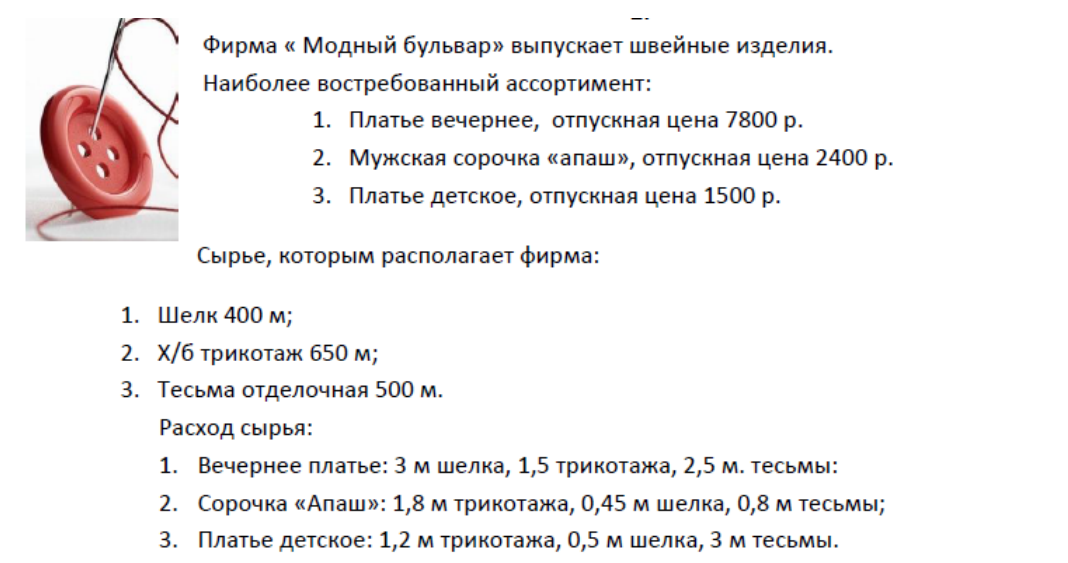 Фирма « Модный бульвар» выпускает швейные изделия.
Наиболее востребованный ассортимент:
1. Платье вечернее, отпускная цена 7800 р.
2. Мужская сорочка «апаш», отпускная цена 2400 р.
3. Платье детское, отпускная цена 1500 р.
Сырье, которым располагает фирма:
1. Шелк 400 м;
2. Х/б трикотаж 650 м;
3. Тесьма отделочная 500 м.
Расход сырья:
1. Вечернее платье: 3 м шелка, 1,5 трикотажа, 2,5 м. тесьмы:
2. Сорочка «Апаш»: 1,8 м трикотажа, 0,45 м шелка, 0,8 м тесьмы;
3. Платье детское: 1,2 м трикотажа, 0,5 м шелка, 3 м тесьмы.